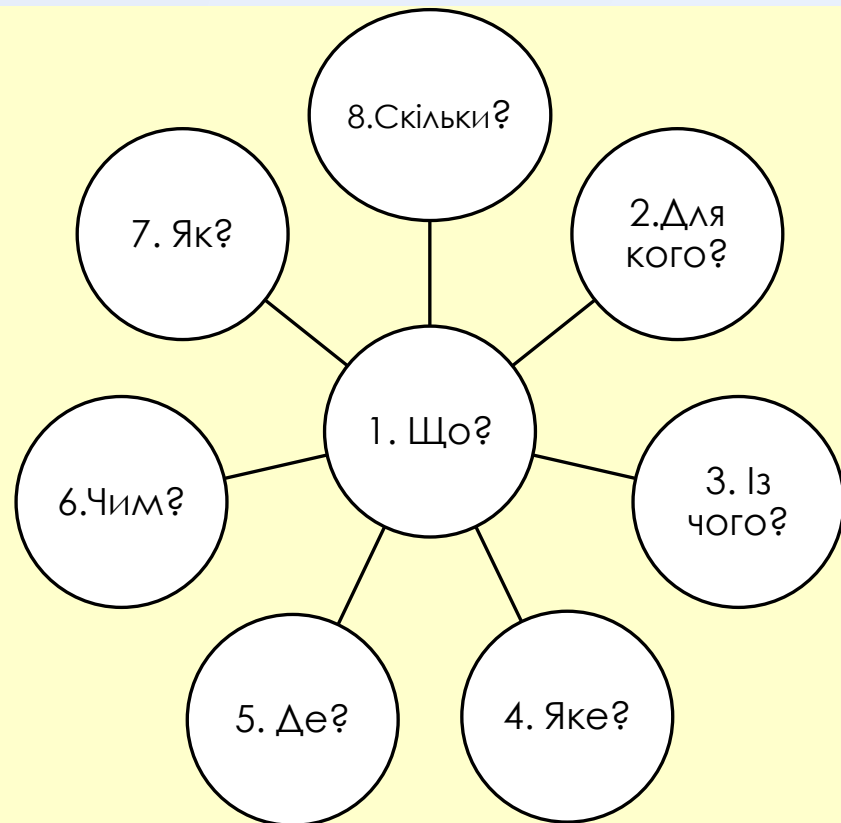 1. Що?
2.Для
кого?
3. Із
чого?
4. Яке?
5. Де?
6.Чим?
7. Як?
8.Скільки?